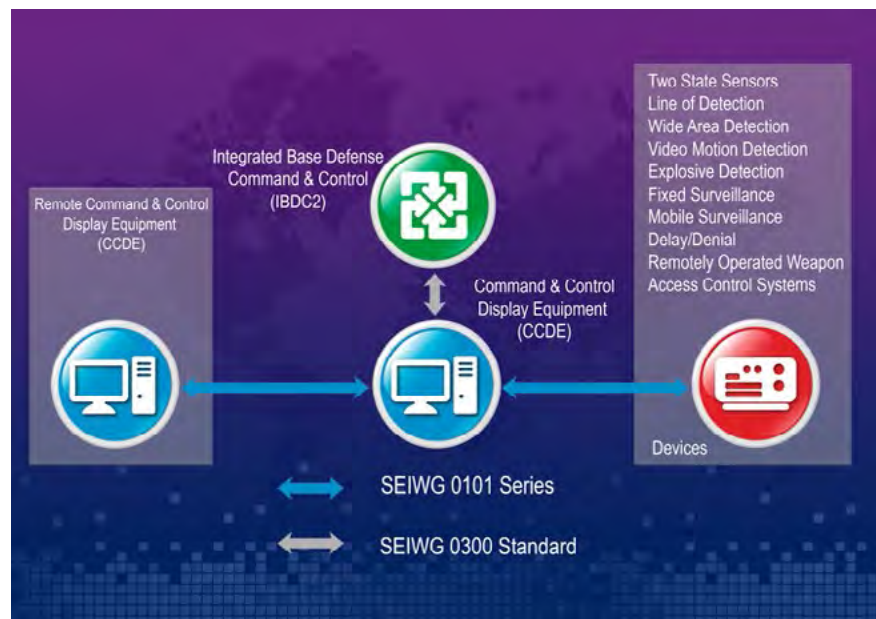 Two State Sensors
Line of Detection
Wide Area Detection
Video Motion Detection
Explosive Detection
Fixed Surveillance
Mobile Surveillance
Delay/Denial
Remotely Operated Weapon
Access Control Systems
Integrated Base Defense
Command & Control
(IBDC2)
Remote Command & Control
Display Equipment
(CCDE)
Command & Control
Display Equipment
(CCDE)
Devices
SEIWG 0101 Series
SEIWG 0300 Standard